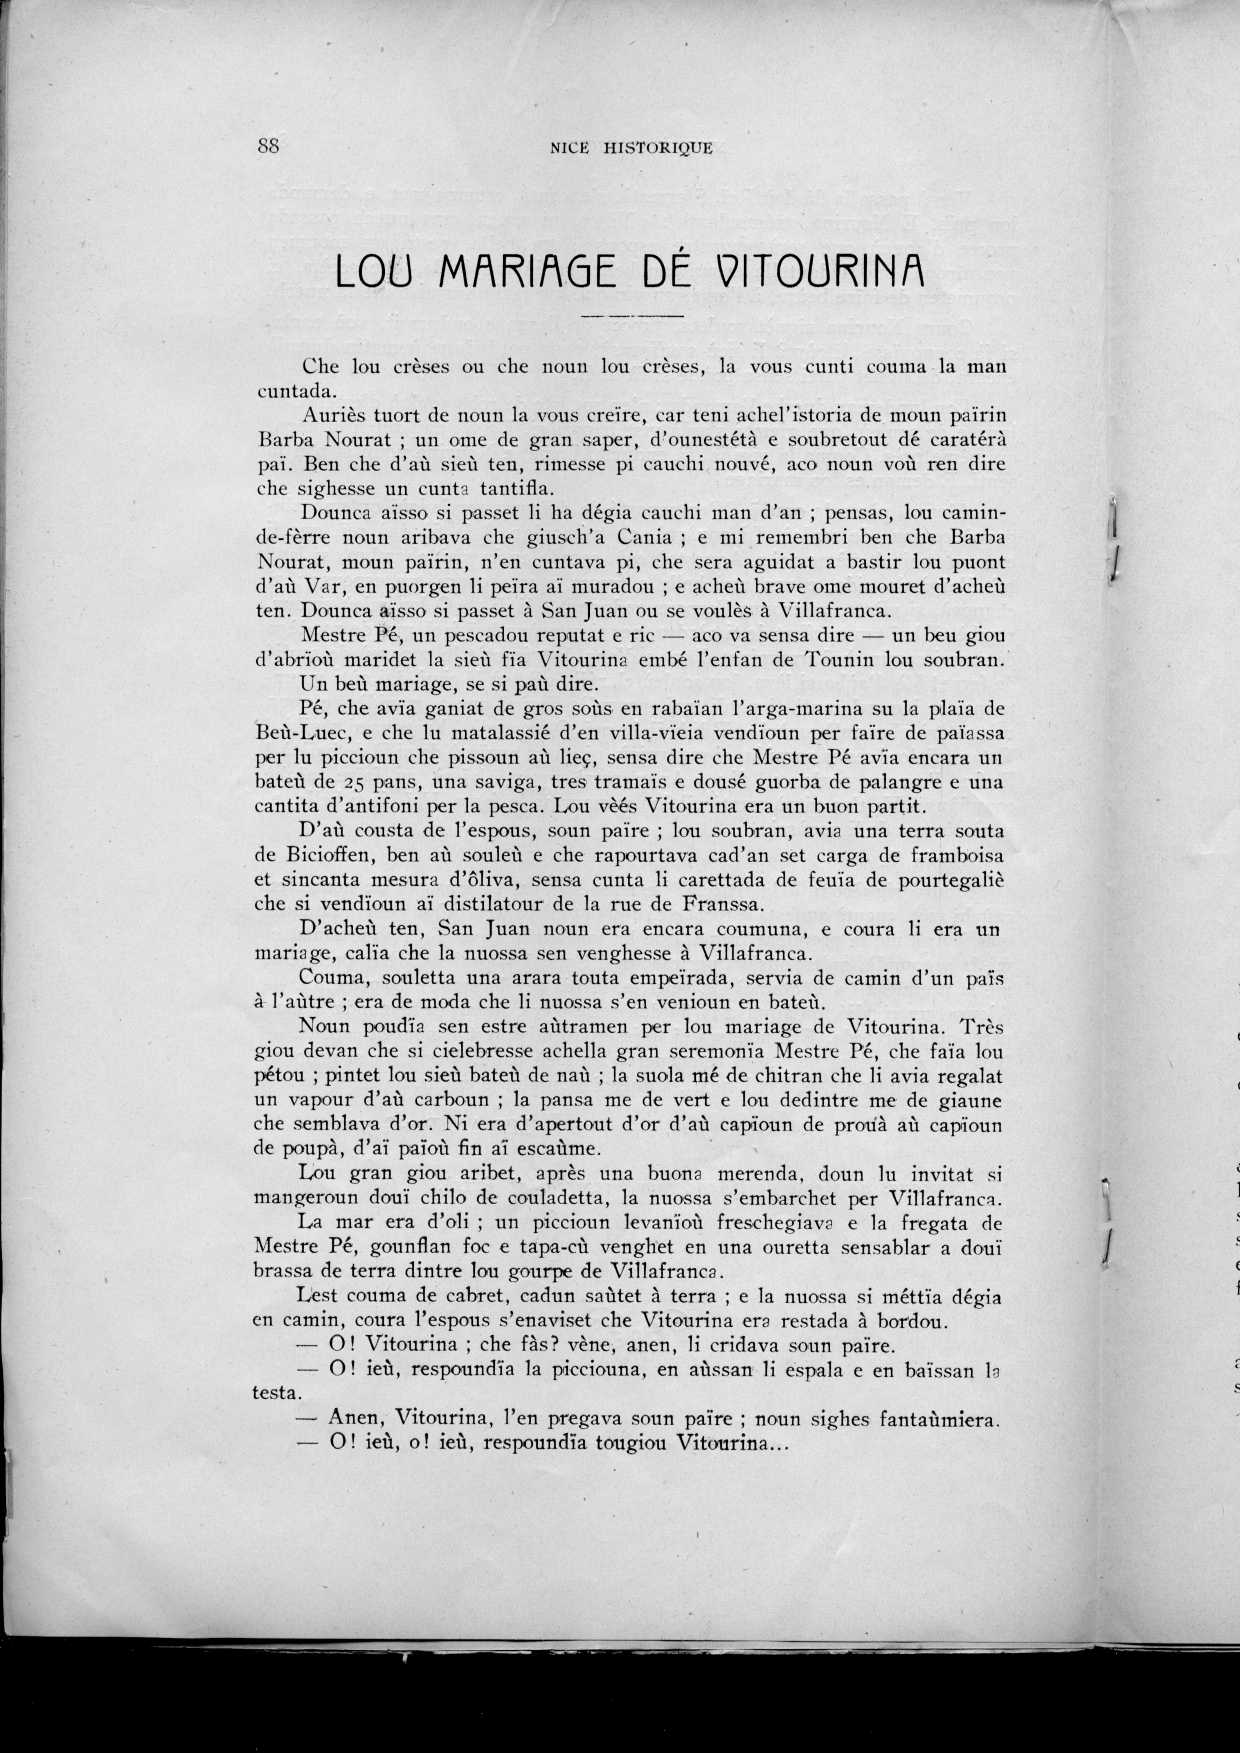 88 NICE HISTORIQUE
LOU MARIAGE DÉ VITOURINA
Che lou crèses ou che noun lou crèses, la vous cunti couma la man
cuntada.
Auriès tuort de noun la vous creïre, car teni achel'istoria de moun païrin
Barba Nourat ; un ome de gran saper, d'ounestétà e soubretout dé caratérà
paï. Ben che d'aù sieù ten, rimesse pi cauchi nouvé, aco noun voù ren dire
che sighesse un cunta tantifla.
Dounca aïsso si passet li ha dégia cauchi man d'an ; pensas, lou camin-
de-fèrre noun aribava che giusch'a Cania ; e mi remembri ben che Barba
Nourat, moun païrin, n'en cuntava pi, che sera aguidat a bastir lou puont
d'aù Var, en puorgen li peïra aï muradou ; e acheù brave ome mouret d'acheù
ten. Dounca aïsso si passet à San Juan ou se voulès à Villafranca.
Mestre Pé, un pescadou reputat e ric — aco va sensa dire — un beu giou
d'abrïoù maridet la sieù fïa Vitourina embé l'enfan de Tounin lou soubran.
Un beù mariage, se si paù dire.
Pé, che avïa ganiat de gros soùs en rabaïan l'arga-marina su la plaïa de
Beù-Luec, e che lu matalassié d'en villa-vïeia vendïoun per faïre de païassa
per lu piccioun che pissoun aù lieç, sensa dire che Mestre Pé avïa encara un
bateù de 25 pans, una saviga, tres tramaïs e dousé guorba de palangre e una
cantita d'antifoni per la pesca. Lou vèés Vitourina era un buon partit.
D'aù cousta de l'espous, soun païre ; lou soubran, avia una terra souta
de Bicioffen, ben aù souleù e che rapourtava cad'an set carga de framboisa
et sincanta mesura d'ôliva, sensa cunta li carettada de feuïa de pourtegaliè
che si vendïoun aï distilatour de la rue de Franssa.
D'acheù ten, San Juan noun era encara coumuna, e coura li era un
mariage, calïa che la nuossa sen venghesse à Villafranca.
Couma, souletta una arara touta empeïrada, servia de camin d'un païs
à l'aùtre ; era de moda che li nuossa s'en venioun en bateù.
Noun poudïa sen estre aùtramen per lou mariage de Vitourina. Très
giou devan che si cielebresse achella gran seremonïa Mestre Pé, che faïa lou
pétou ; pintet lou sieù bateù de naù ; la suola mé de chitran che li avia regalat
un vapour d'aù carboun ; la pansa me de vert e lou dedintre me de giaune
che semblava d'or. Ni era d'apertout d'or d'aù capïoun de prouà aù capïoun
de poupà, d'aï païoù fin aï escaùme.
Lou gran giou aribet, après una buona merenda, doun lu invitat si
mangeroun douï chilo de couladetta, la nuossa s'embarchet per Villafranca.
La mar era d'oli ; un piccioun levanïoù freschegiava e la fregata de
Mestre Pé, gounflan foc e tapa-cù venghet en una ouretta sensablar a douï
brassa de terra dintre lou gourpe de Villafranca.
Lest couma de cabret, cadun saùtet à terra ; e la nuossa si méttïa dégia
en camin, coura l'espous s'enaviset che Vitourina era restada à bordou.
— O! Vitourina ; che fàs? vène, anen, li cridava soun païre.
— O! ieù, respoundïa la picciouna, en aùssan li espala e en baïssan la
testa.
— Anen, Vitourina, l'en pregava soun païre ; noun sighes fantaùmiera.
— O! ieù, o! ieù, respoundïa tougiou Vitourina...